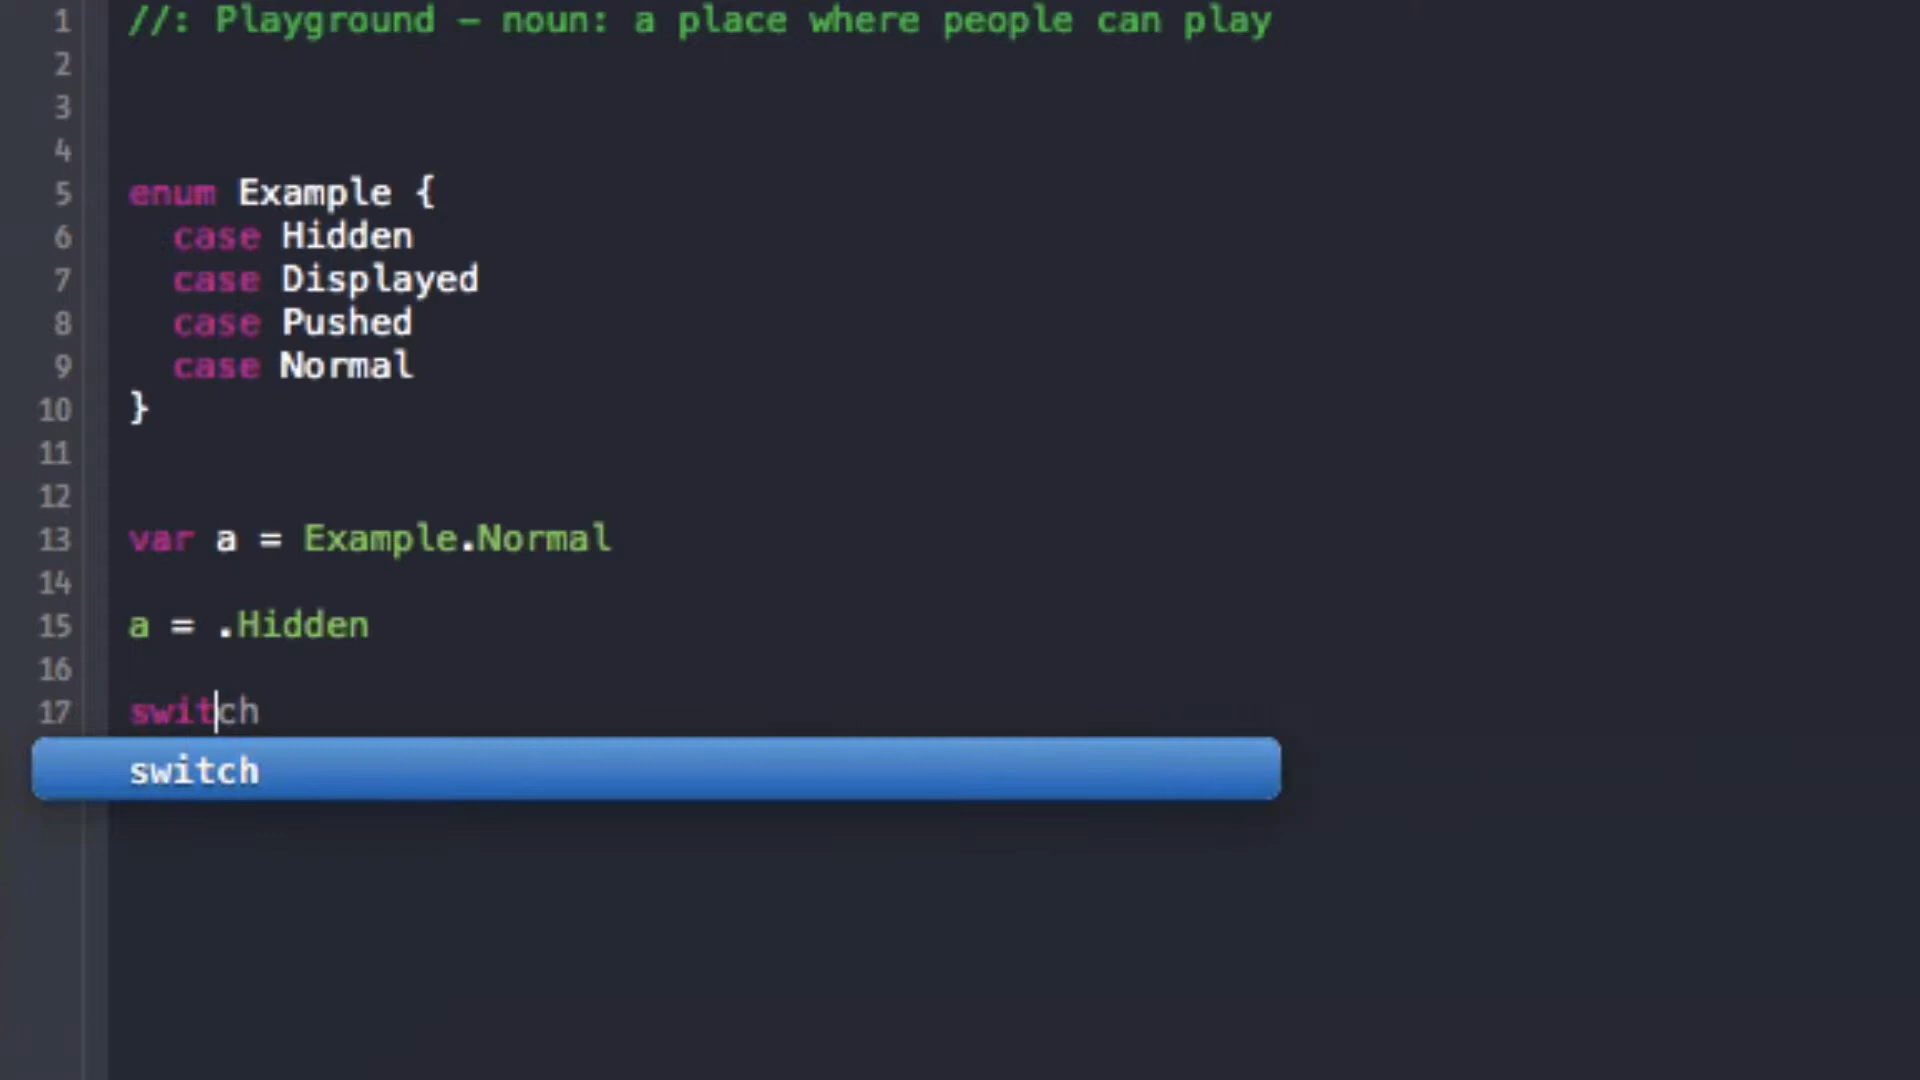 1 //: Playground – noun: a place where people can play
2
3
4
5 enum Example {
6 case Hidden
7 case Displayed
8 case Pushed
9 case Normal
10 }
11
12
13 var a = Example.Normal
14
15 a = .Hidden
16
17 switch
switch